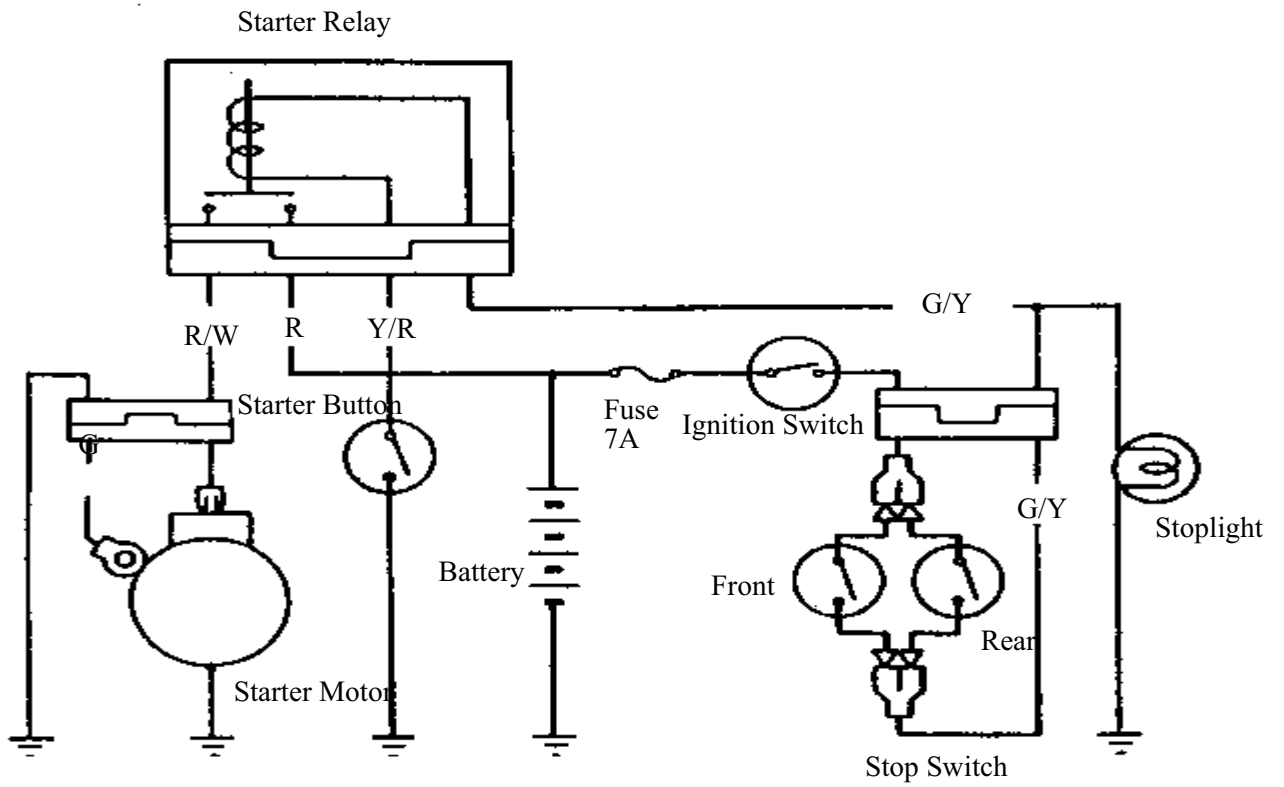 Starter Relay
G/Y
R/W
R
Y/R
Starter Button
Fuse
7A
Ignition Switch
G
G/Y
Stoplight
Battery
Front
Rear
Starter Motor
Stop Switch